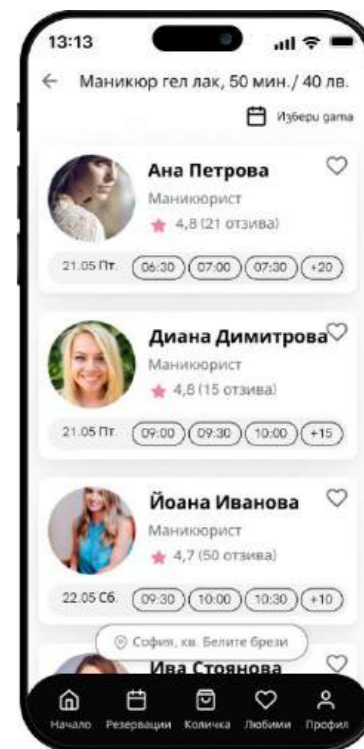 13:13
Маникюр гел лак, 50 мин./ 40 лв.
Избери дата
Ана Петрова
Маникюрист
4,8 (21 отзива)
21.05 Пт. 06:30 07:00 07:30 +20
Диана Димитрова
Маникюрист
4,8 (15 отзива)
21.05 Пт. 09:00 09:30 10:00 +15
Йоана Иванова
Маникюрист
4,7 (50 отзива)
22.05 Сб. 09:30 10:00 10:30 +10
София, кв. Белите брези
Ива Стоянова
Начало Резервации Количка Любими Профил